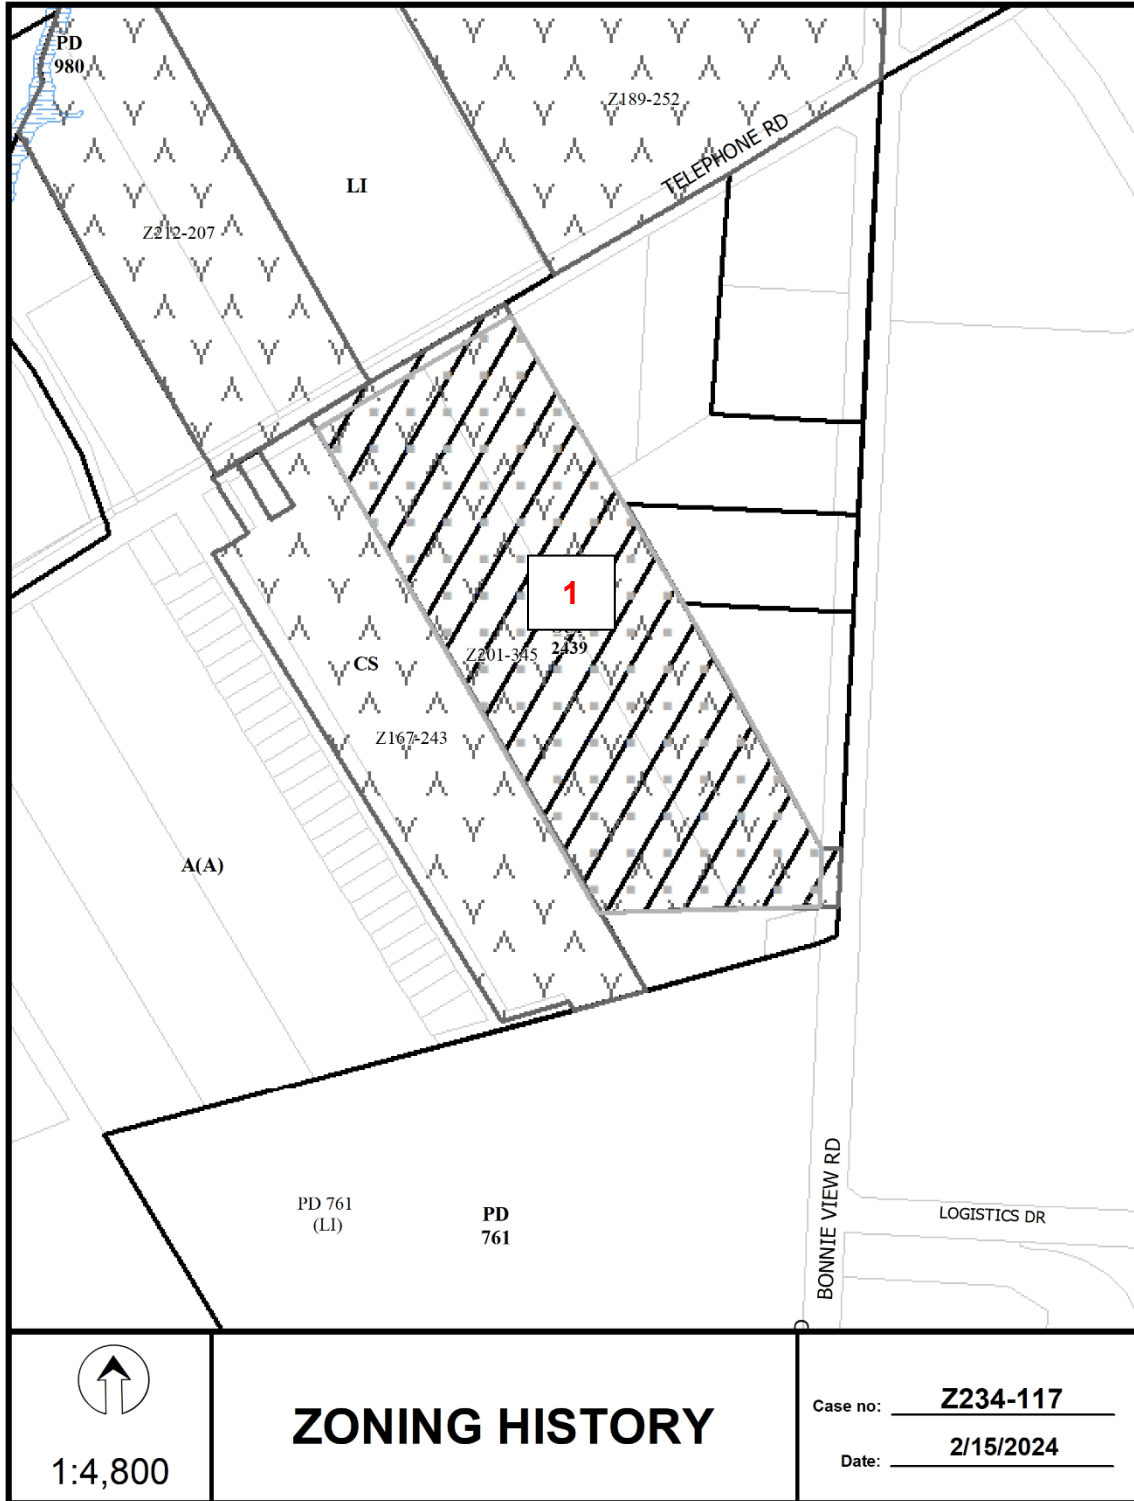 PD
980
Z189-252
TELEPHONE RD
LI
Z212-207
1
Z201-345
2439
CS
Z167-243
A(A)
PD 761
(LI)
PD
761
BONNIE VIEW RD
LOGISTICS DR
1:4,800
ZONING HISTORY
Case no: Z234-117
Date: 2/15/2024